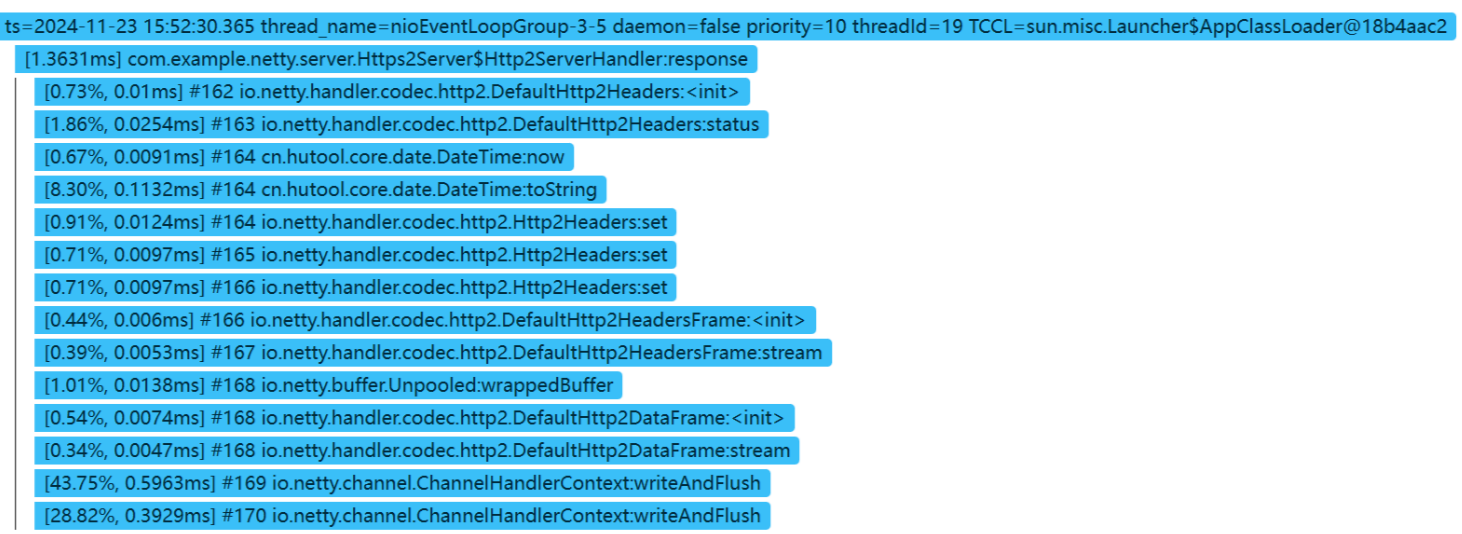 ts=2024-11-23 15:52:30.365 thread_name=nioEventLoopGroup-3-5 daemon=false priority=10 threadId=19 TCCL=sun.misc.Launcher$AppClassLoader@18b4aac2
[1.3631ms] com.example.netty.server.Https2Server$Http2ServerHandler:response
[0.73%, 0.01ms] #162 io.netty.handler.codec.http2.DefaultHttp2Headers:<init>
[1.86%, 0.0254ms] #163 io.netty.handler.codec.http2.DefaultHttp2Headers:status
[0.67%, 0.0091ms] #164 cn.hutool.core.date.DateTime:now
[8.30%, 0.1132ms] #164 cn.hutool.core.date.DateTime:toString
[0.91%, 0.0124ms] #164 io.netty.handler.codec.http2.Http2Headers:set
[0.71%, 0.0097ms] #165 io.netty.handler.codec.http2.Http2Headers:set
[0.71%, 0.0097ms] #166 io.netty.handler.codec.http2.Http2Headers:set
[0.44%, 0.006ms] #166 io.netty.handler.codec.http2.DefaultHttp2HeadersFrame:<init>
[0.39%, 0.0053ms] #167 io.netty.handler.codec.http2.DefaultHttp2HeadersFrame:stream
[1.01%, 0.0138ms] #168 io.netty.buffer.Unpooled:wrappedBuffer
[0.54%, 0.0074ms] #168 io.netty.handler.codec.http2.DefaultHttp2DataFrame:<init>
[0.34%, 0.0047ms] #168 io.netty.handler.codec.http2.DefaultHttp2DataFrame:stream
[43.75%, 0.5963ms] #169 io.netty.channel.ChannelHandlerContext:writeAndFlush
[28.82%, 0.3929ms] #170 io.netty.channel.ChannelHandlerContext:writeAndFlush